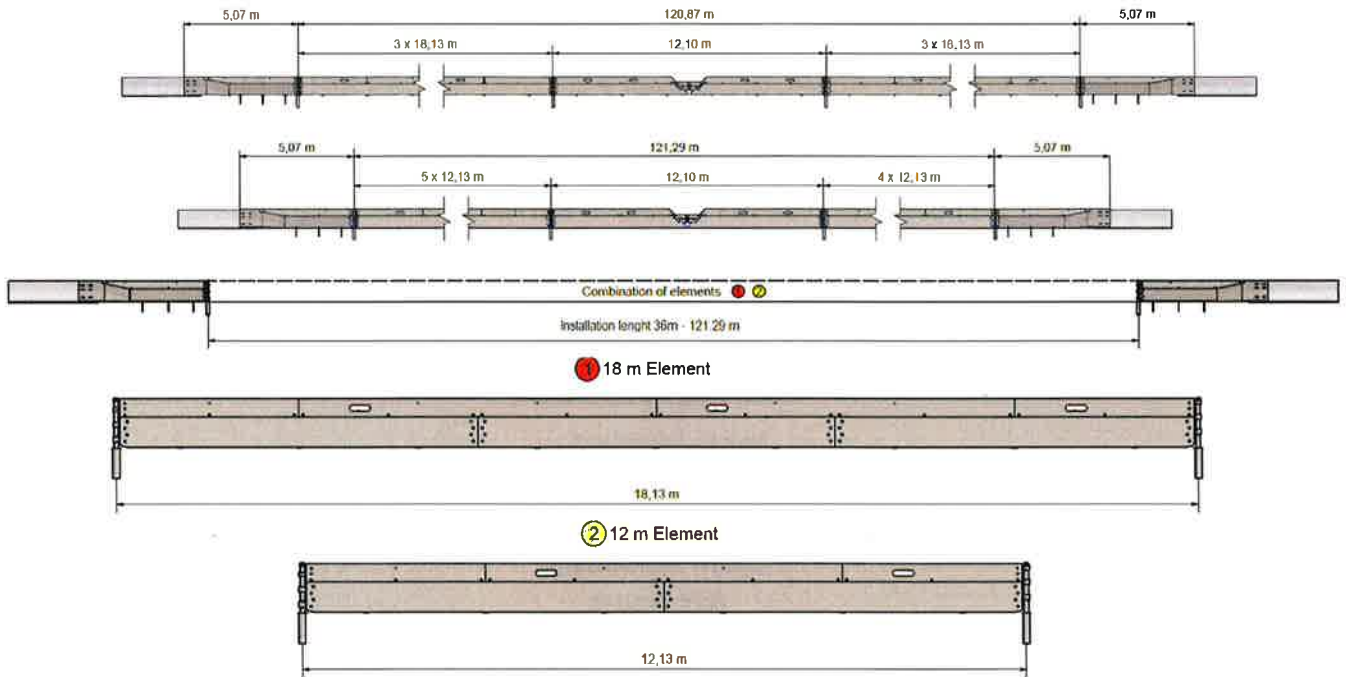 5,07 m 120,87 m 5,07 m
3 x 18,13 m 12,10 m 3 x 16,13 m
5,07 m 121,29 m 5,07 m
5 x 12,13 m 12,10 m 4 x 12,13 m
Combination of elements 1 2
Installation lenght 36m - 121.29 m
1 18 m Element
18,13 m
2 12 m Element
12,13 m